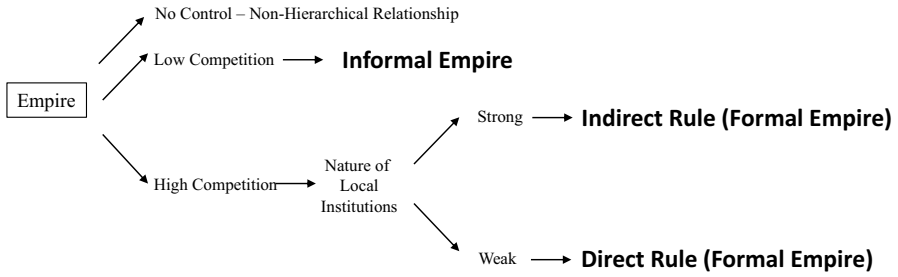 No Control – Non-Hierarchical Relationship
Low Competition
Informal Empire
Empire
Strong
Indirect Rule (Formal Empire)
High Competition
Nature of
Local
Institutions
Weak
Direct Rule (Formal Empire)